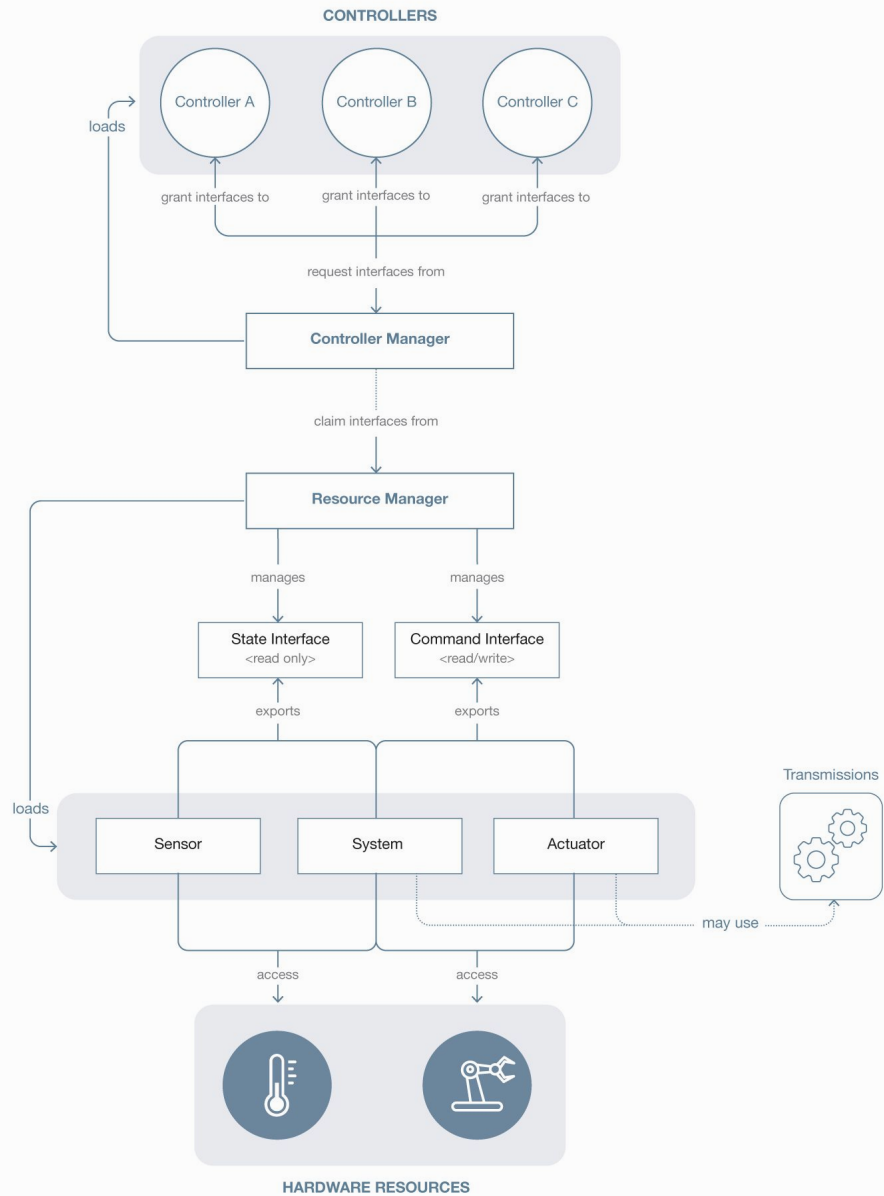 CONTROLLERS
Controller A
Controller B
Controller C
loads
grant interfaces to
grant interfaces to
grant interfaces to
request interfaces from
Controller Manager
claim interfaces from
Resource Manager
manages
manages
State Interface
<read only>
Command Interface
<read/write>
exports
exports
Transmissions
loads
Sensor
System
Actuator
may use
access
access
HARDWARE RESOURCES